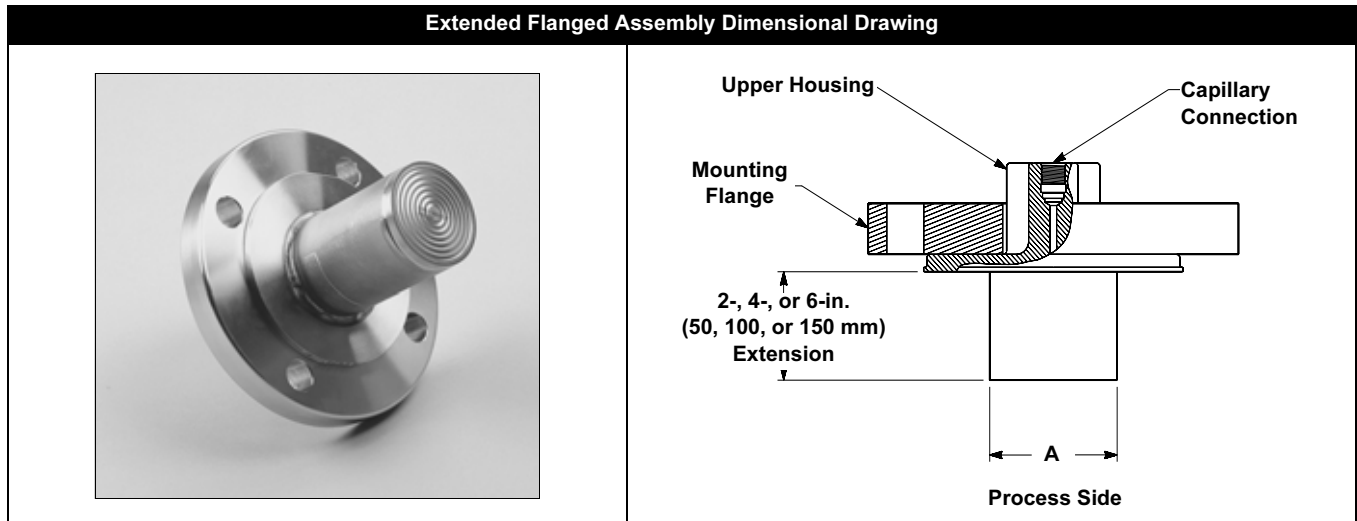 Extended Flanged Assembly Dimensional Drawing
Upper Housing
Capillary
Connection
Mounting
Flange
2-, 4-, or 6-in.
(50, 100, or 150 mm)
Extension
A
Process Side